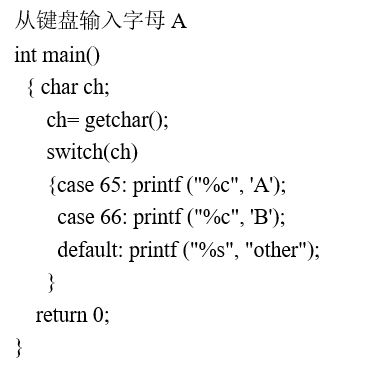 从键盘输入字母 A
int main()
{ char ch;
ch= getchar();
switch(ch)
{case 65: printf ("%c", 'A');
case 66: printf ("%c", 'B');
default: printf ("%s", "other");
}
return 0;
}